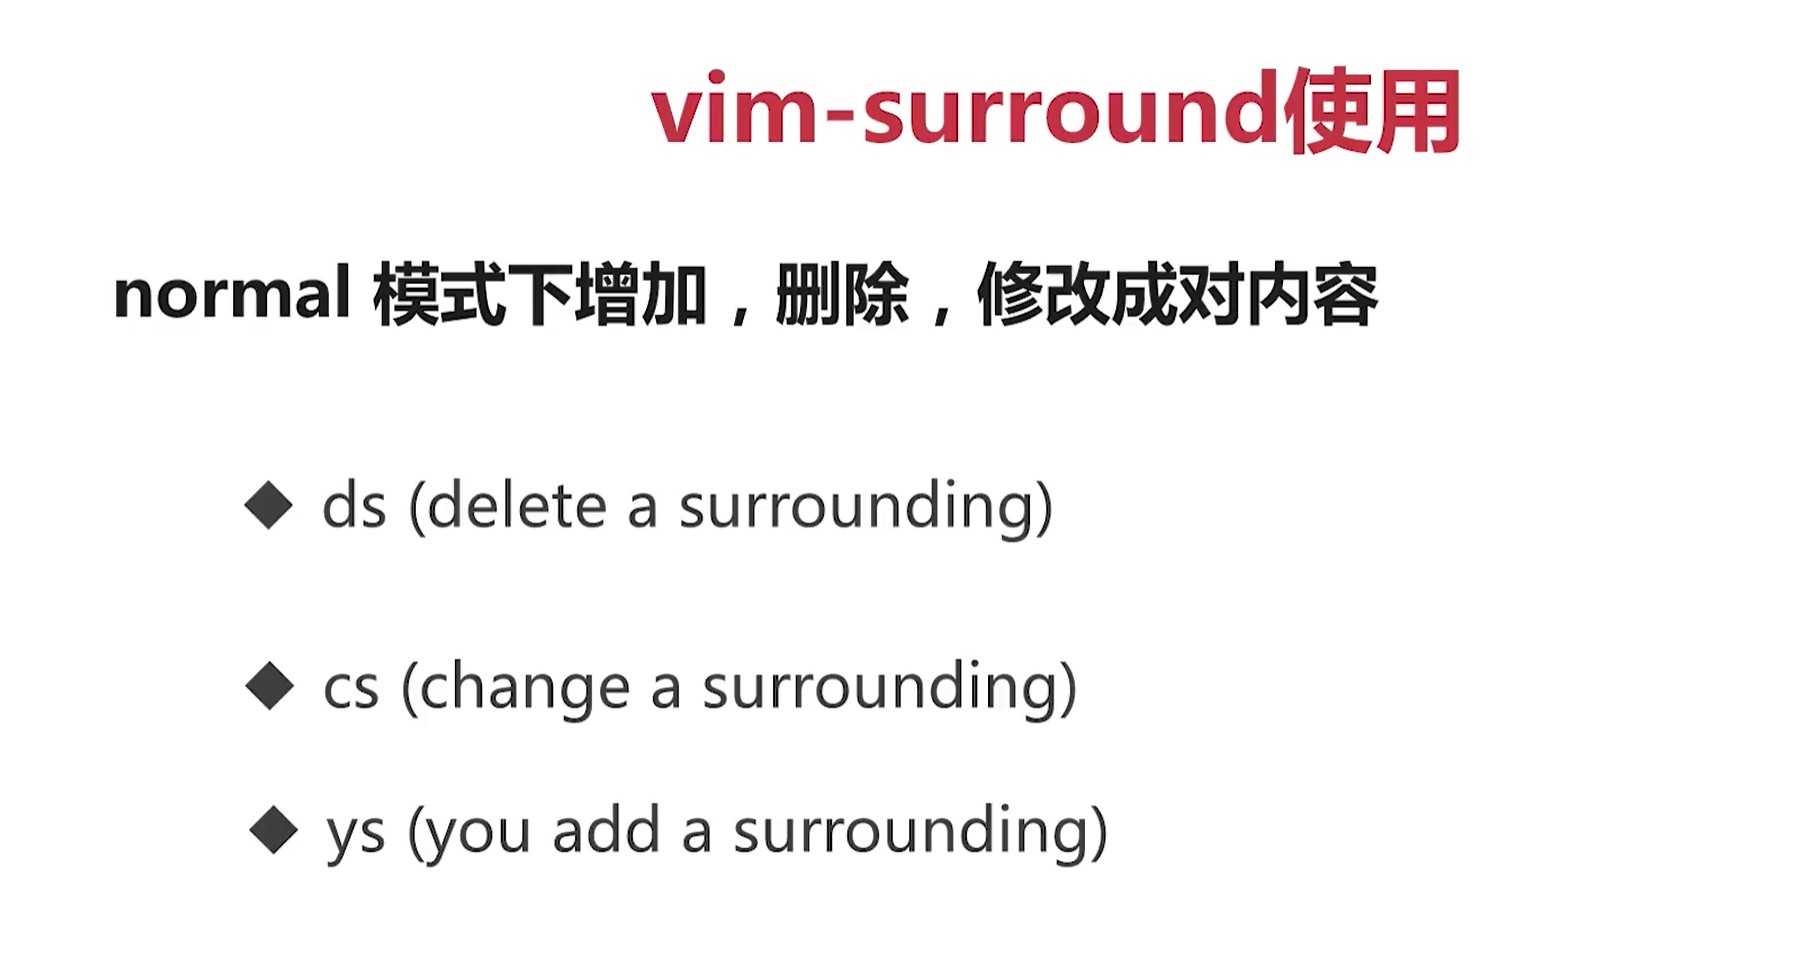 vim-surround使用
normal 模式下增加，删除，修改成对内容
◆ ds (delete a surrounding)
◆ cs (change a surrounding)
◆ ys (you add a surrounding)